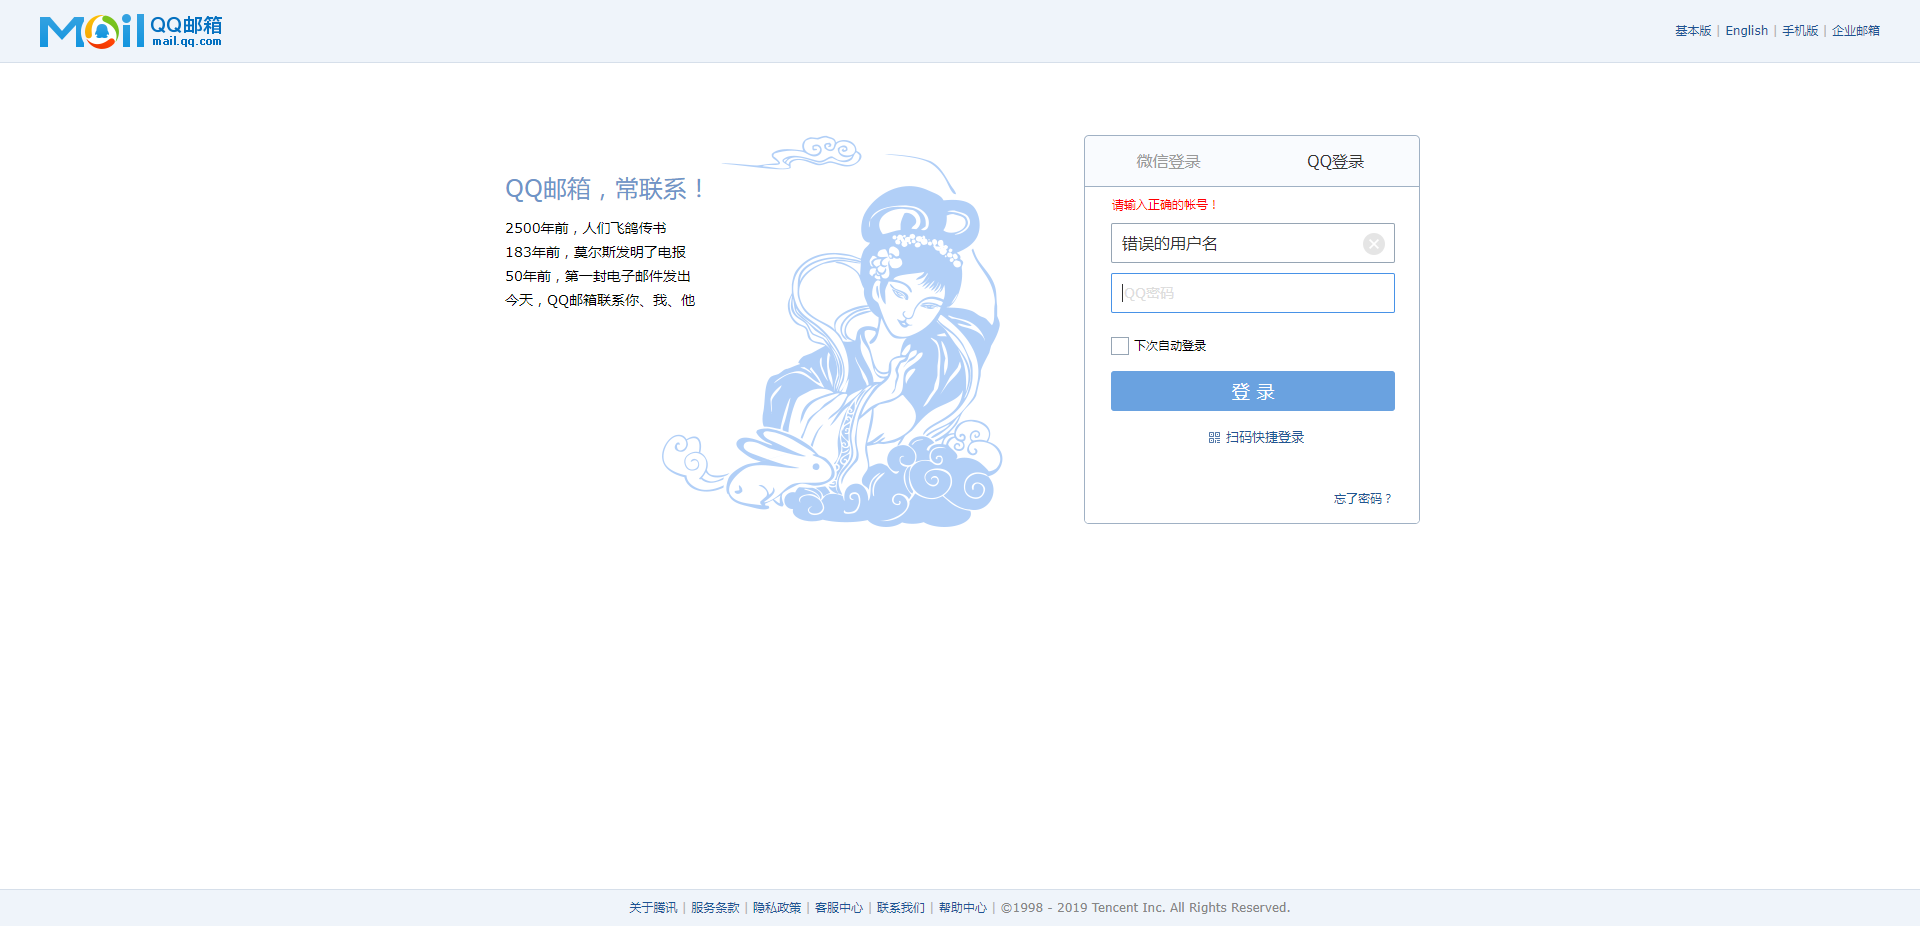 Mail QQ邮箱
mail.qq.com
基本版 | English | 手机版 | 企业邮箱
QQ邮箱，常联系！
2500年前，人们飞鸽传书
183年前，莫尔斯发明了电报
50年前，第一封电子邮件发出
今天，QQ邮箱联系你、我、他
微信登录 QQ登录
请输入正确的帐号！
错误的用户名
QQ密码
下次自动登录
登 录
扫码快捷登录
忘了密码？
关于腾讯 | 服务条款 | 隐私政策 | 客服中心 | 联系我们 | 帮助中心 | ©1998 - 2019 Tencent Inc. All Rights Reserved.